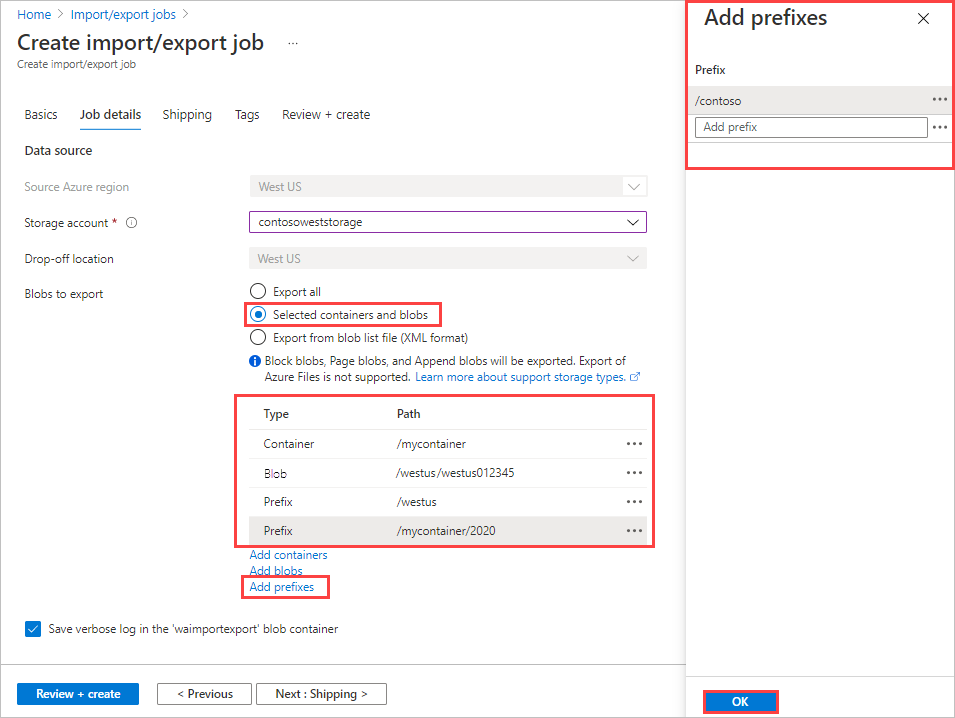 Home > Import/export jobs >
Create import/export job ...
Create import/export job
Basics Job details Shipping Tags Review + create
Data source
Source Azure region West US
Storage account * contosoweststorage
Drop-off location West US
Blobs to export
Export all
Selected containers and blobs
Export from blob list file (XML format)
Block blobs, Page blobs, and Append blobs will be exported. Export of
Azure Files is not supported. Learn more about support storage types.
Type Path
Container /mycontainer ...
Blob /westus/westus012345 ...
Prefix /westus ...
Prefix /mycontainer/2020 ...
Add containers
Add blobs
Add prefixes
Save verbose log in the 'waimportexport' blob container
Review + create < Previous Next : Shipping >
Add prefixes
Prefix
/contoso ...
Add prefix ...
OK